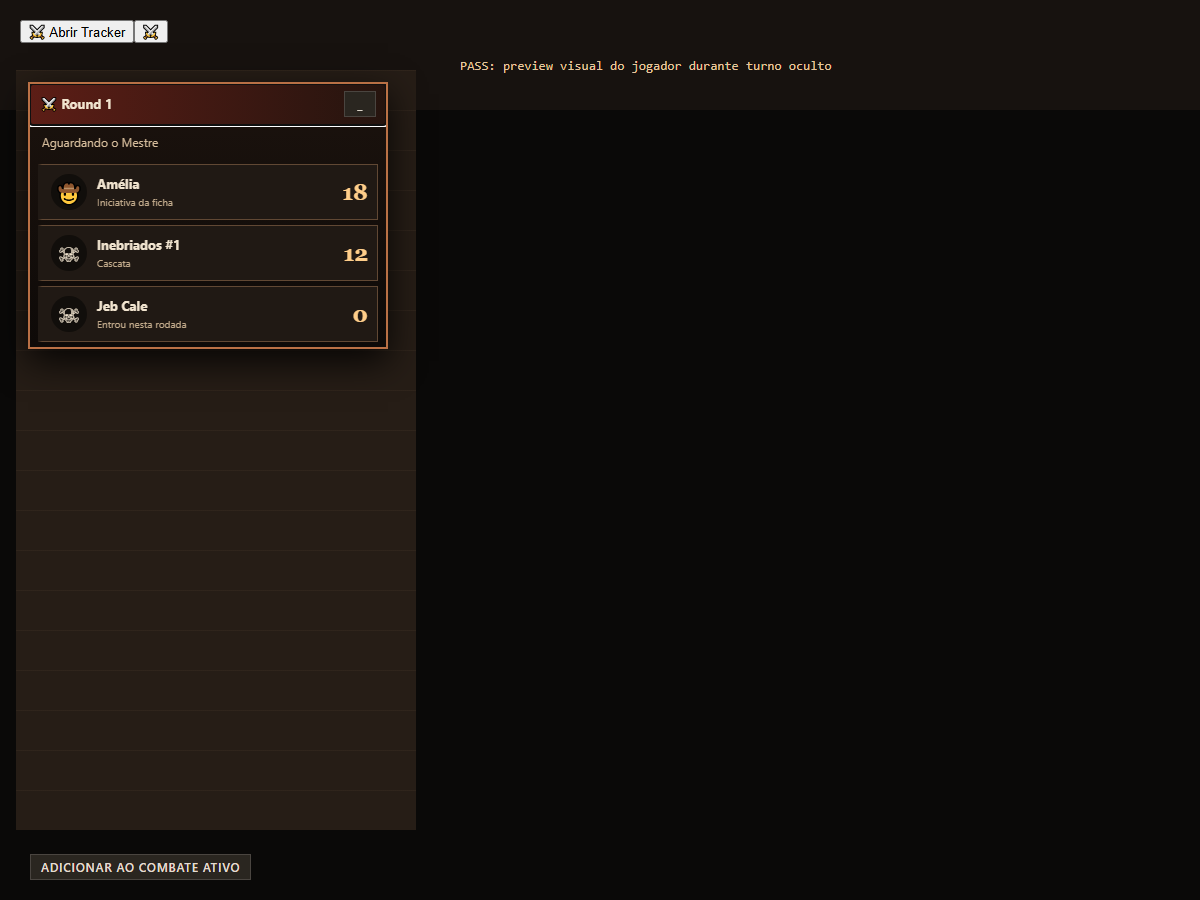 Abrir Tracker
PASS: preview visual do jogador durante turno oculto
Round 1
_
Aguardando o Mestre
Amélia
Iniciativa da ficha
18
Inebriados #1
Cascata
12
Jeb Cale
Entrou nesta rodada
0
ADICIONAR AO COMBATE ATIVO